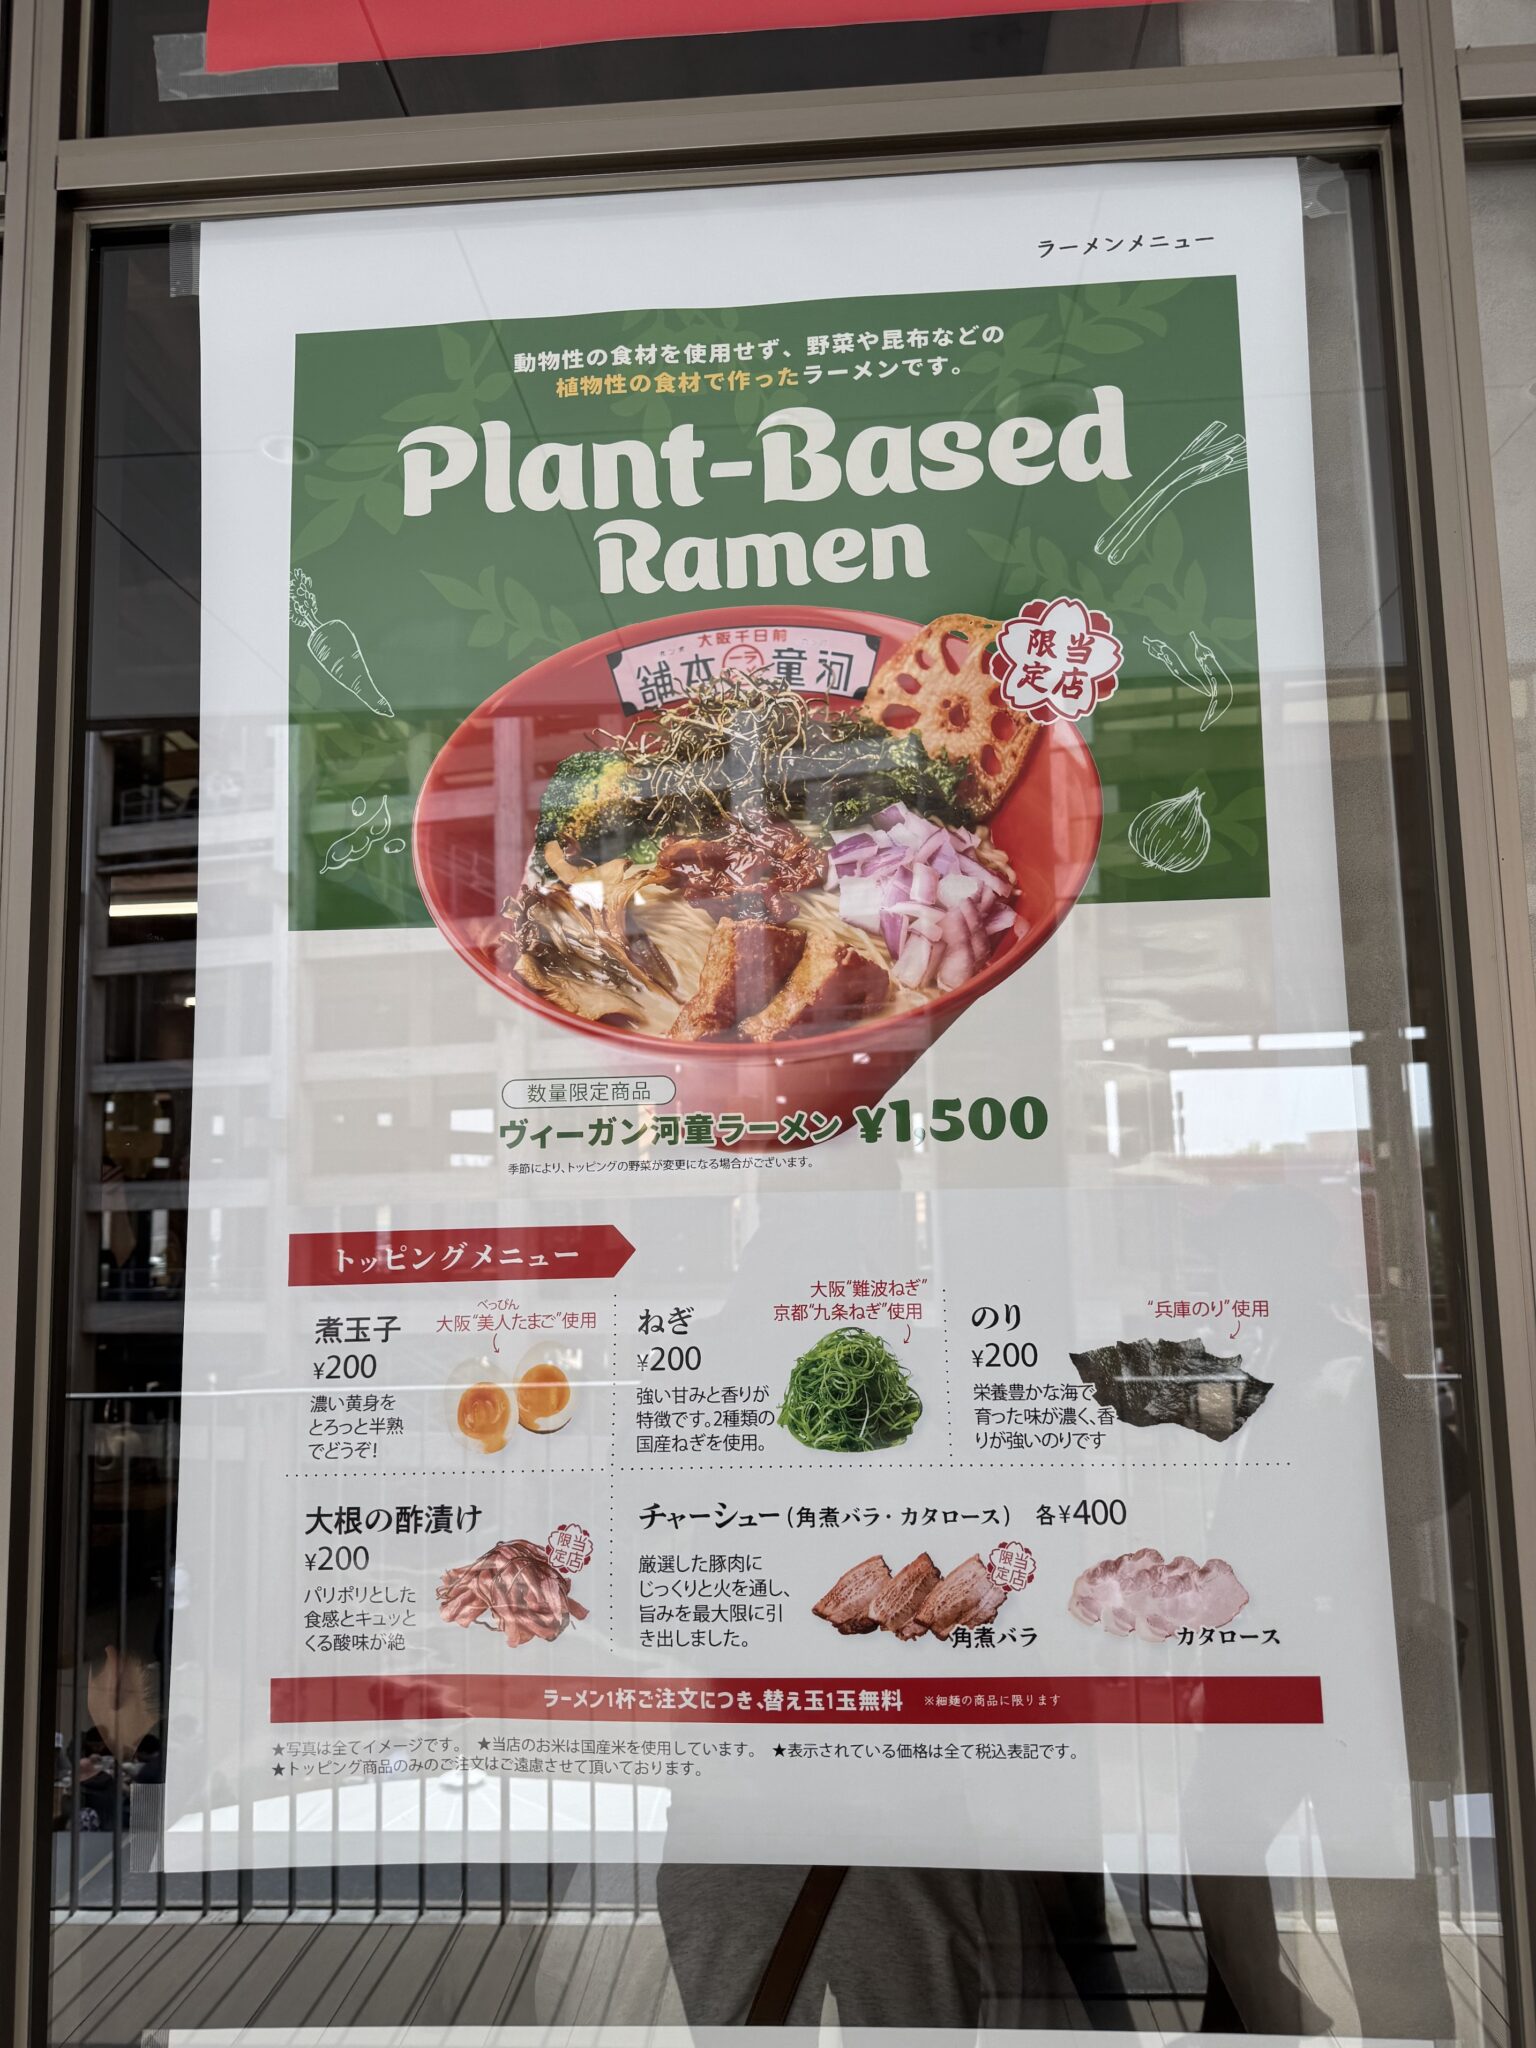 ラーメンメニュー
動物性の食材を使用せず、野菜や昆布などの
植物性の食材で作ったラーメンです。
Plant-Based
Ramen
大阪千日前
河童ラーメン本舗
当店限定
数量限定商品
ヴィーガン河童ラーメン ¥1,500
季節により、トッピングの野菜が変更になる場合がございます。
トッピングメニュー
煮玉子
¥200
べっぴん
大阪"美人たまご"使用
濃い黄身を
とろっと半熟
でどうぞ!
ねぎ
¥200
大阪"難波ねぎ"
京都"九条ねぎ"使用
強い甘みと香りが
特徴です。2種類の
国産ねぎを使用。
のり
¥200
"兵庫のり"使用
栄養豊かな海で
育った味が濃く、香
りが強いのりです
大根の酢漬け
¥200
当店限定
パリポリとした
食感とキュッと
くる酸味が絶
チャーシュー(角煮バラ・カタロース) 各¥400
厳選した豚肉に
じっくりと火を通し、
旨みを最大限に引
き出しました。
当店限定
角煮バラ
カタロース
ラーメン1杯ご注文につき、替え玉1玉無料 ※細麺の商品に限ります
★写真は全てイメージです。 ★当店のお米は国産米を使用しています。 ★表示されている価格は全て税込表記です。
★トッピング商品のみのご注文はご遠慮させて頂いております。